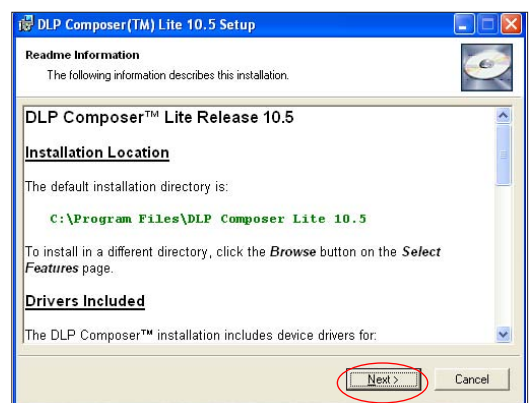 DLP Composer(TM) Lite 10.5 Setup
Readme Information
The following information describes this installation.
DLP Composer™ Lite Release 10.5
Installation Location
The default installation directory is:
C:\Program Files\DLP Composer Lite 10.5
To install in a different directory, click the Browse button on the Select
Features page.
Drivers Included
The DLP Composer™ installation includes device drivers for:
Next >
Cancel